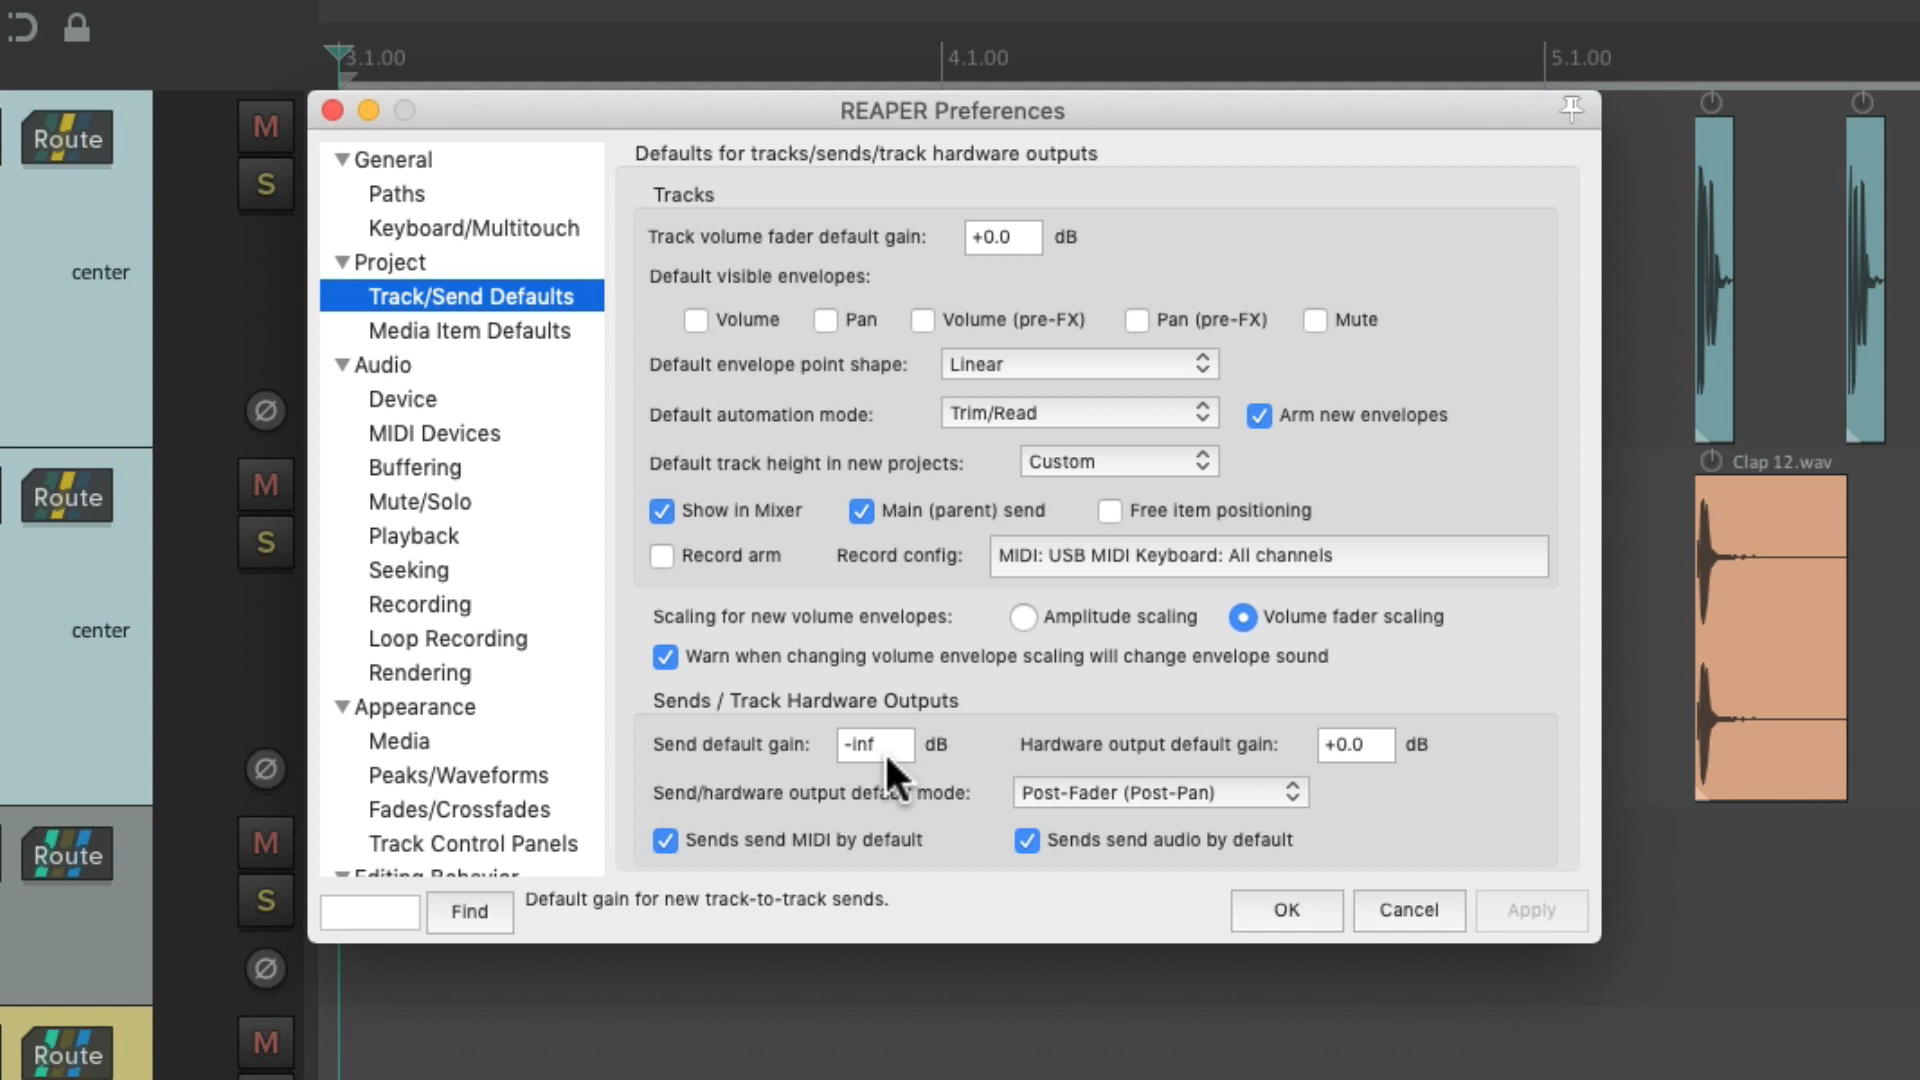 3.1.00 4.1.00 5.1.00
REAPER Preferences
General
Paths
Keyboard/Multitouch
Project
Track/Send Defaults
Media Item Defaults
Audio
Device
MIDI Devices
Buffering
Mute/Solo
Playback
Seeking
Recording
Loop Recording
Rendering
Appearance
Media
Peaks/Waveforms
Fades/Crossfades
Track Control Panels
Editing Behavior
Find
Defaults for tracks/sends/track hardware outputs
Tracks
Track volume fader default gain: +0.0 dB
Default visible envelopes:
Volume Pan Volume (pre-FX) Pan (pre-FX) Mute
Default envelope point shape: Linear
Default automation mode: Trim/Read Arm new envelopes
Default track height in new projects: Custom
Show in Mixer Main (parent) send Free item positioning
Record arm Record config: MIDI: USB MIDI Keyboard: All channels
Scaling for new volume envelopes: Amplitude scaling Volume fader scaling
Warn when changing volume envelope scaling will change envelope sound
Sends / Track Hardware Outputs
Send default gain: -inf dB Hardware output default gain: +0.0 dB
Send/hardware output default mode: Post-Fader (Post-Pan)
Sends send MIDI by default Sends send audio by default
Default gain for new track-to-track sends.
OK Cancel Apply
Route M
S
center
Route M
S
center
Route M
S
Route M
Clap 12.wav